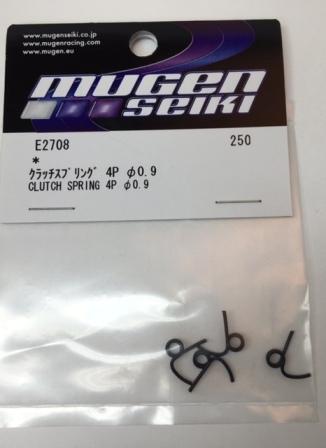 www.mugenseiki.co.jp
www.mugenracing.com
www.mugen.eu
MUGEN
SEIKI
E2708 250
*
クラッチスプリング 4P φ0.9
CLUTCH SPRING 4P φ0.9